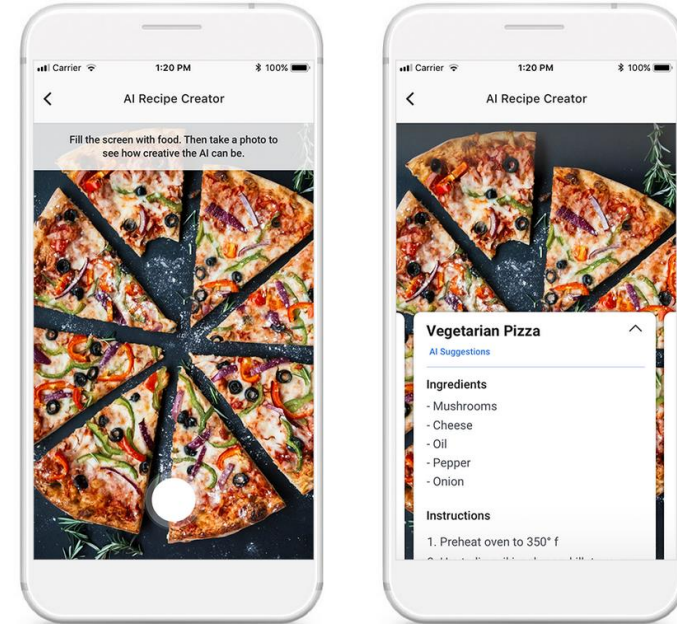 Carrier 1:20 PM 100%
AI Recipe Creator
Fill the screen with food. Then take a photo to
see how creative the AI can be.
Carrier 1:20 PM 100%
AI Recipe Creator
Vegetarian Pizza
AI Suggestions
Ingredients
- Mushrooms
- Cheese
- Oil
- Pepper
- Onion
Instructions
1. Preheat oven to 350° f